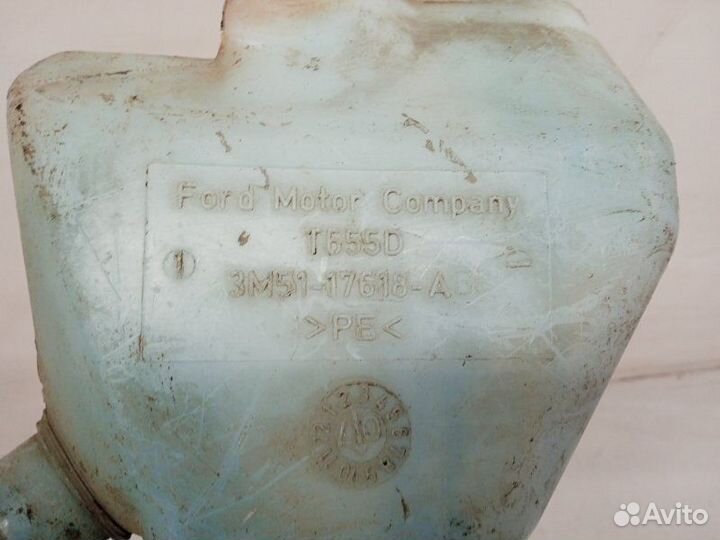 Ford Motor Company
T655D
3M51-17618-A
>PE<
Avito